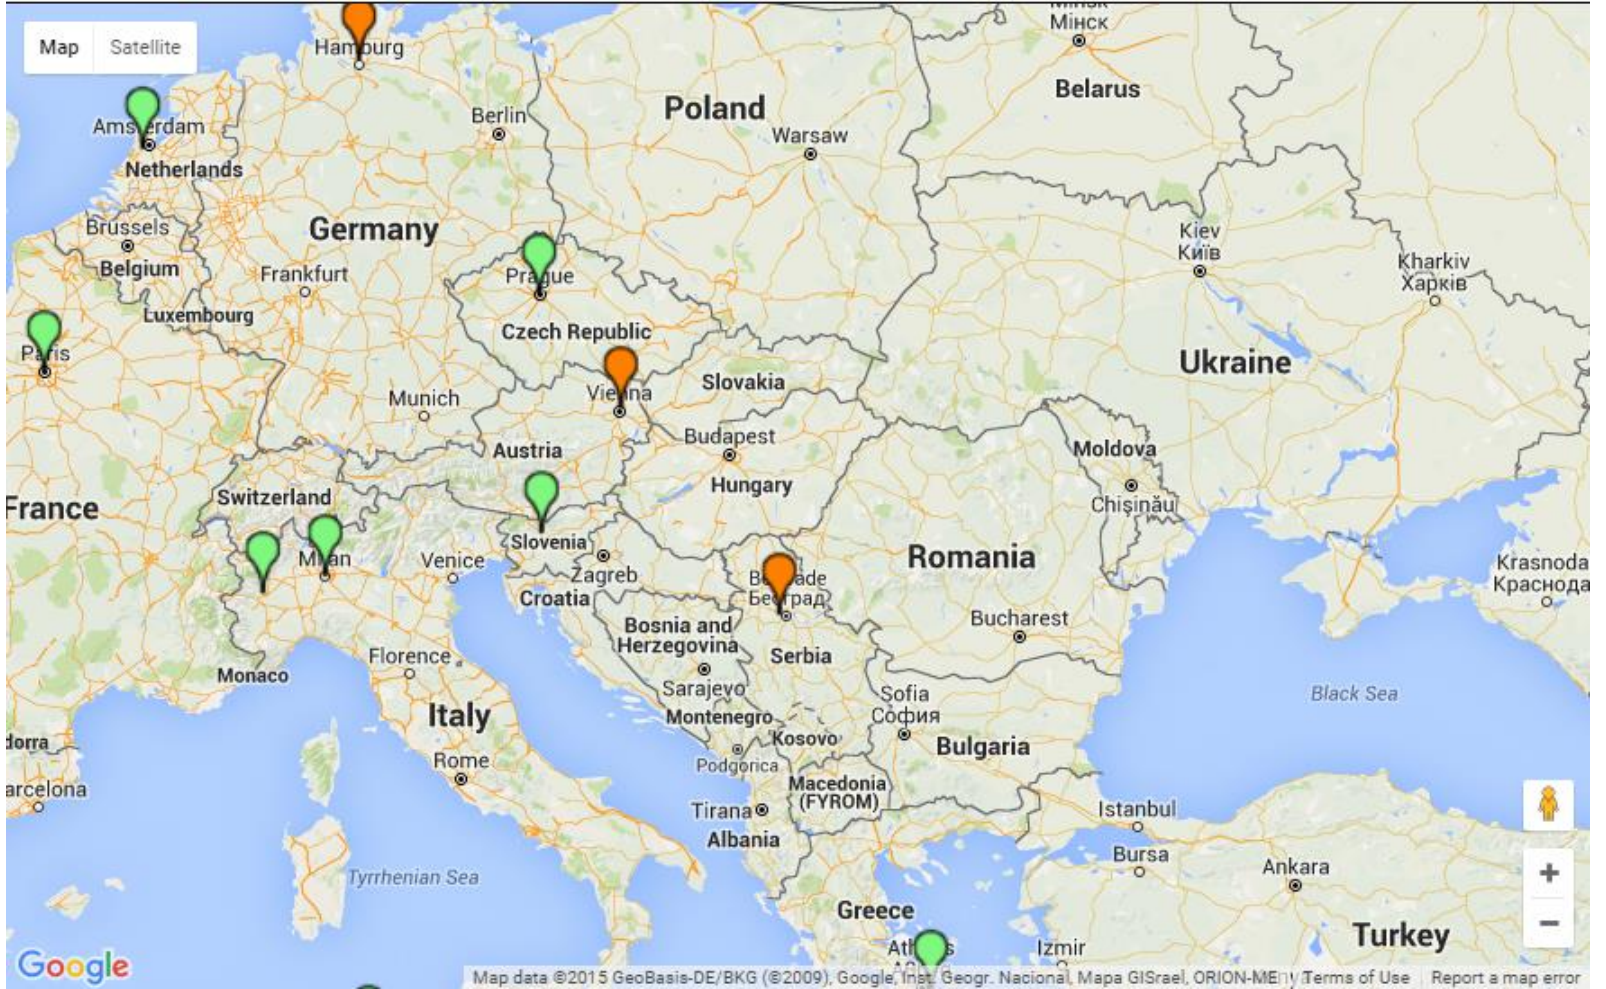 Минск
Мінск
Map
Satellite
Hamburg
Belarus
Berlin
Poland
Amsterdam
Warsaw
Netherlands
Brussels
Germany
Kiev
Київ
Belgium
Frankfurt
Prague
Kharkiv
Харків
Luxembourg
Czech Republic
Paris
Ukraine
Slovakia
Munich
Vienna
Budapest
Austria
Moldova
Hungary
Switzerland
Chișinău
France
Slovenia
Milan
Venice
Zagreb
Romania
Krasnoda
Краснода
Belgrade
Београд
Croatia
Bucharest
Bosnia and
Herzegovina
Florence
Serbia
Monaco
Sarajevo
Sofia
София
Black Sea
Italy
Montenegro
Kosovo
Bulgaria
dorra
Rome
Podgorica
arcelona
Macedonia
(FYROM)
Tirana
Istanbul
Albania
Bursa
Ankara
Tyrrhenian Sea
Greece
Athens
Izmir
Turkey
Google
Map data ©2015 GeoBasis-DE/BKG (©2009), Google, Inst. Geogr. Nacional, Mapa GISrael, ORION-ME
Terms of Use
Report a map error